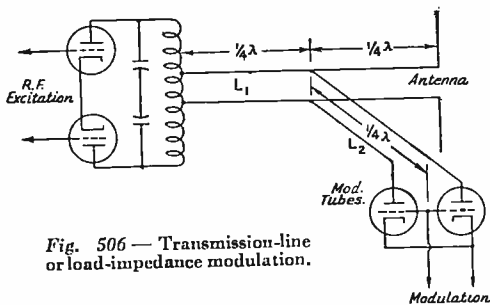 ¼λ
¼λ
R.F.
Excitation
Antenna
L₁
¼λ
L₂
Mod.
Tubes.
Fig. 506 — Transmission-line
or load-impedance modulation.
Modulation